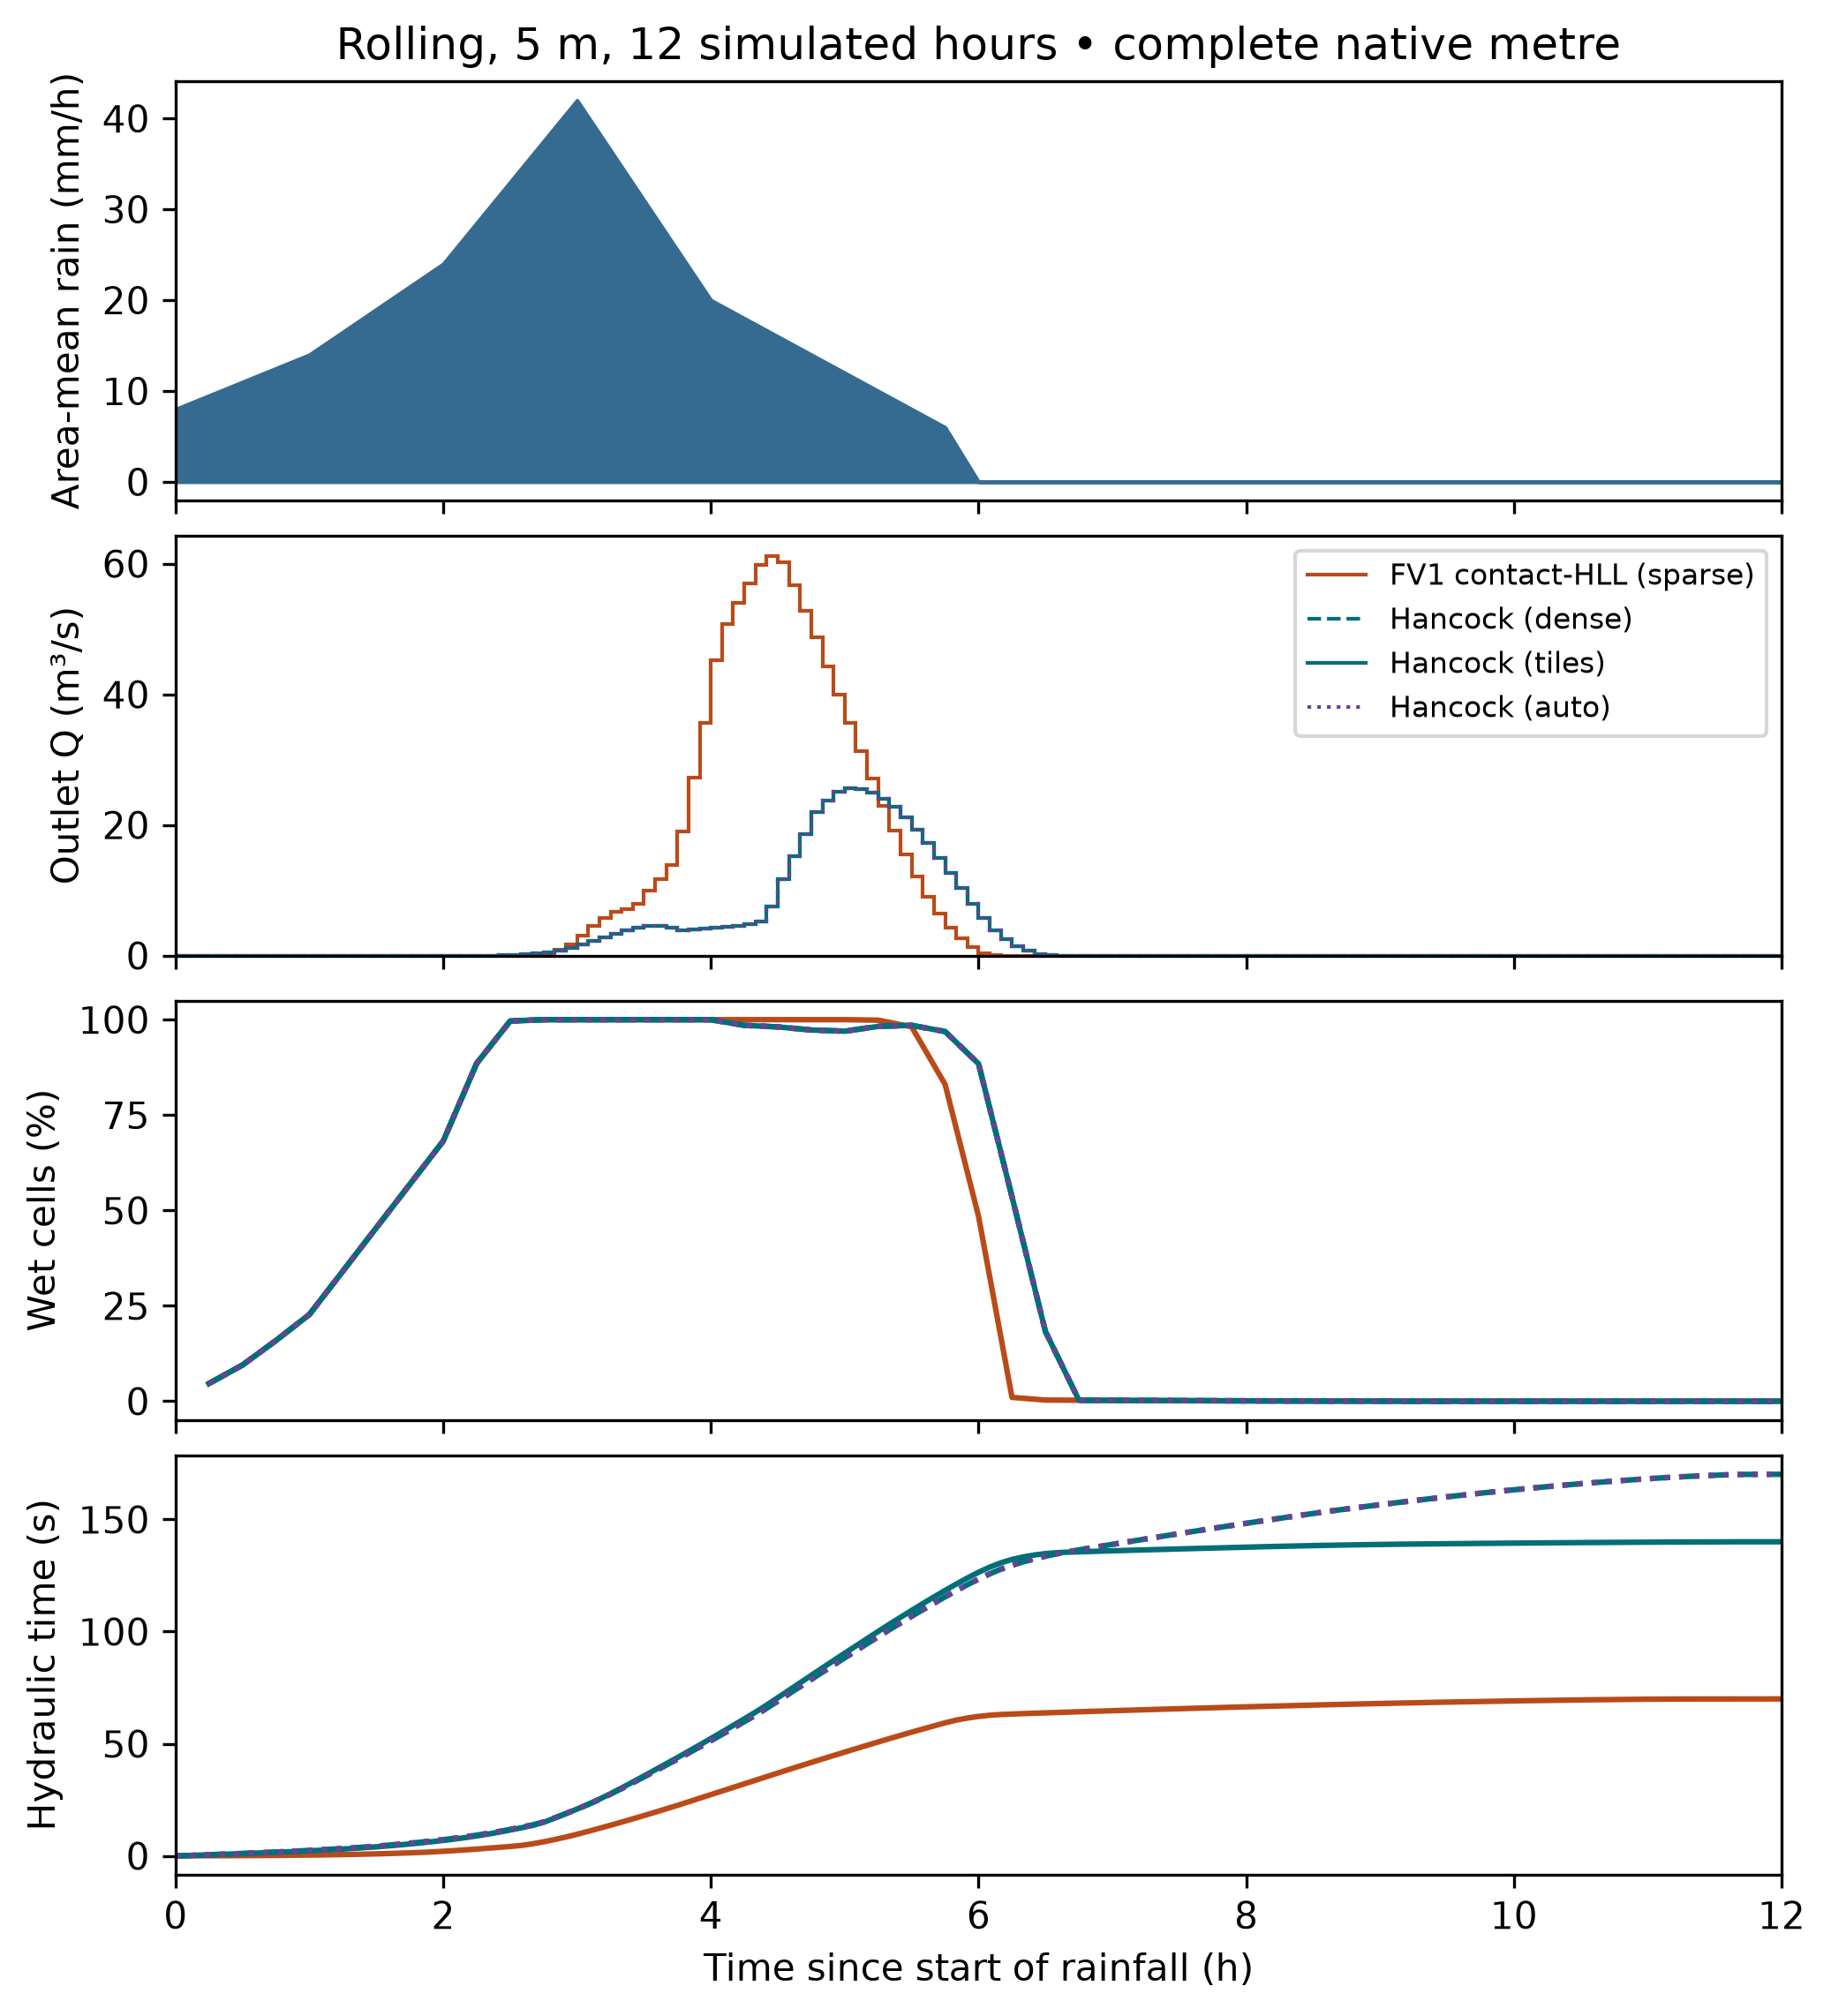 Rolling, 5 m, 12 simulated hours • complete native metre
Area-mean rain (mm/h)
40
30
20
10
0
Outlet Q (m³/s)
60
40
20
0
FV1 contact-HLL (sparse)
Hancock (dense)
Hancock (tiles)
Hancock (auto)
Wet cells (%)
100
75
50
25
0
Hydraulic time (s)
150
100
50
0
0 2 4 6 8 10 12
Time since start of rainfall (h)